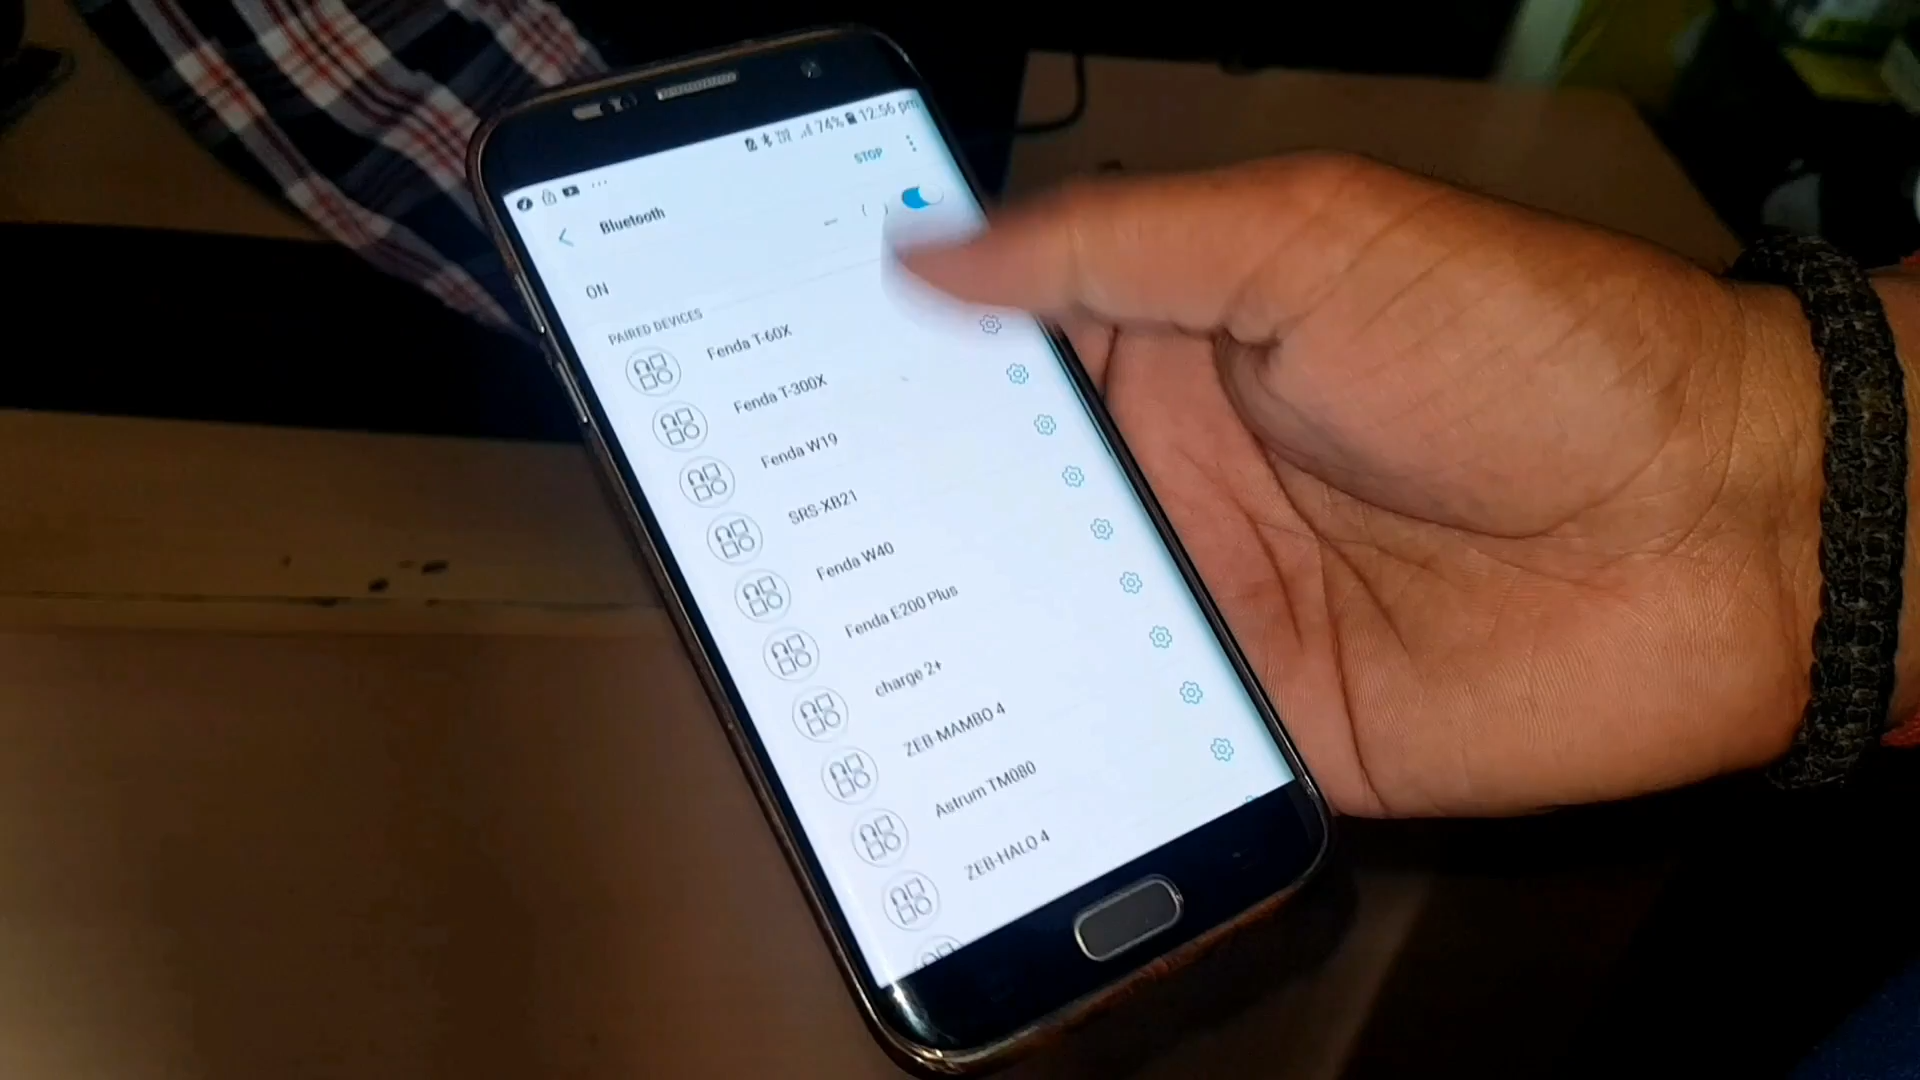 74% 12:56 pm
STOP
Bluetooth
ON
PAIRED DEVICES
Fenda T-60X
Fenda T-300X
Fenda W19
SRS-XB21
Fenda W40
Fenda E200 Plus
charge 2+
ZEB-MAMBO 4
Astrum TM080
ZEB-HALO 4